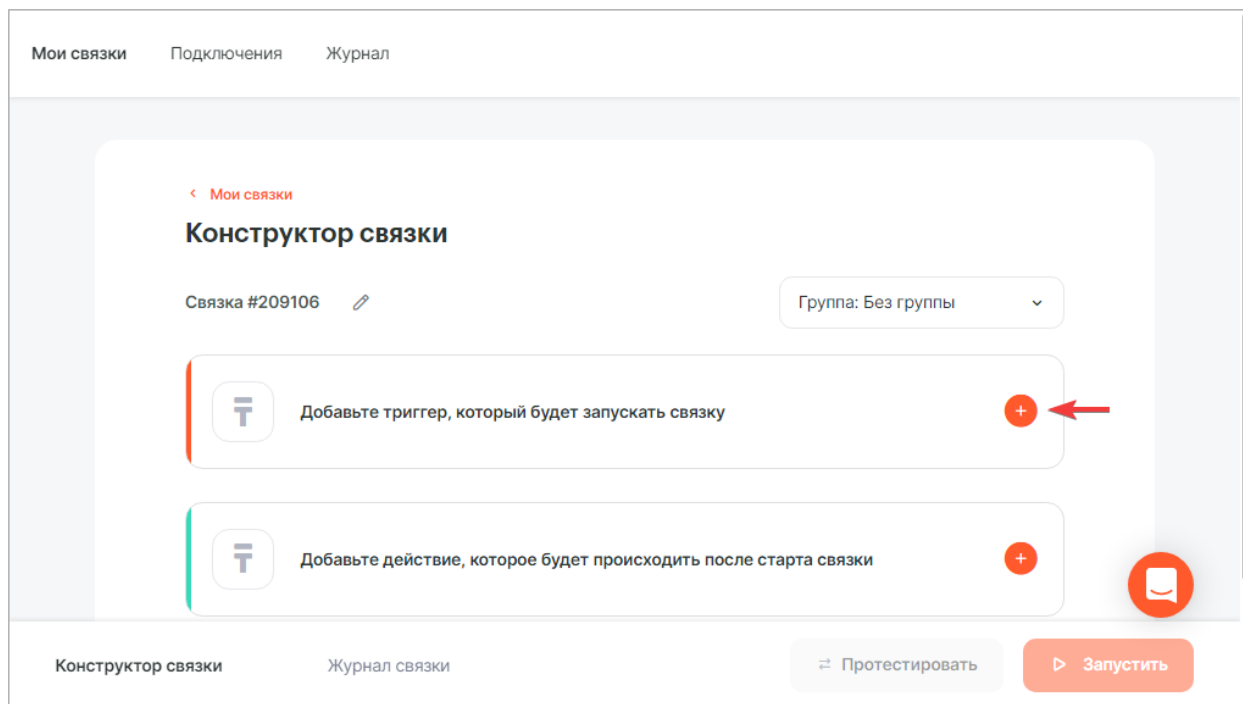 Мои связки Подключения Журнал
Мои связки
Конструктор связки
Связка #209106
Группа: Без группы
Добавьте триггер, который будет запускать связку
Добавьте действие, которое будет происходить после старта связки
Конструктор связки Журнал связки Протестировать Запустить